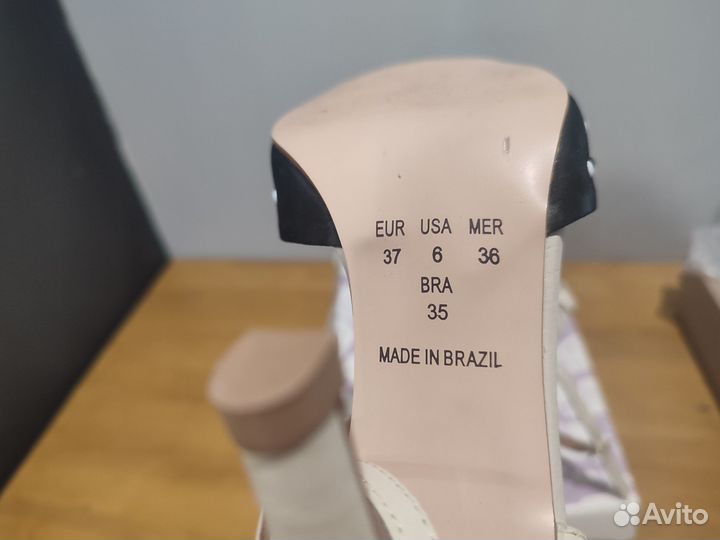 EUR USA MER
37 6 36
BRA
35
MADE IN BRAZIL
Avito